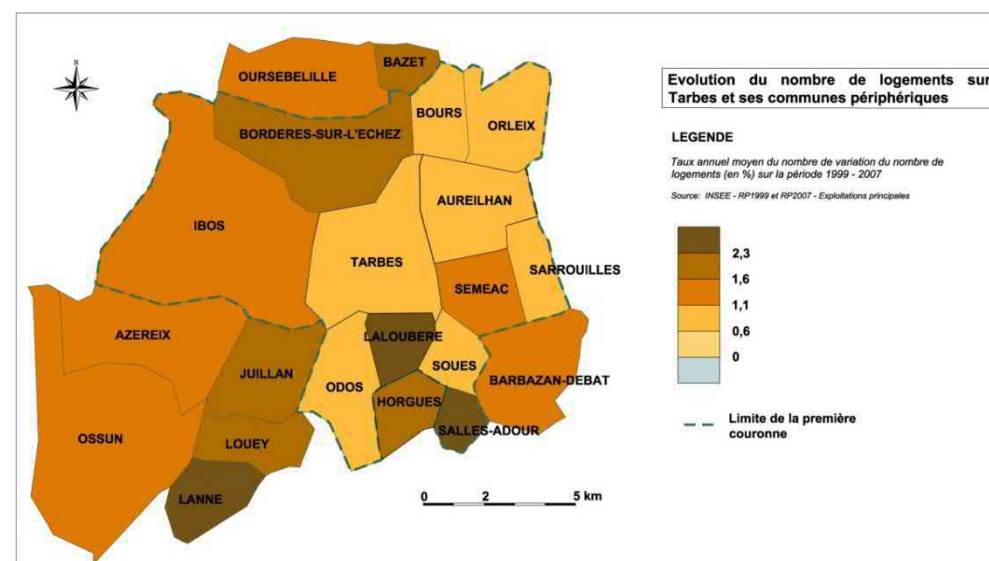 Evolution du nombre de logements sur
Tarbes et ses communes périphériques
LEGENDE
Taux annuel moyen du nombre de variation du nombre de
logements (en %) sur la période 1999 - 2007
Source: INSEE - RP1999 et RP2007 - Exploitations principales
2,3
1,6
1,1
0,6
0
Limite de la première
couronne
N
BAZET
OURSEBELILLE
BOURS
ORLEIX
BORDERES-SUR-L'ECHEZ
AUREILHAN
IBOS
TARBES
SARROUILLES
SEMEAC
AZEREIX
LALOUBERE
SOUES
JUILLAN
ODOS
BARBAZAN-DEBAT
HORGUES
SALLES-ADOUR
OSSUN
LOUEY
LANNE
0 2 5 km